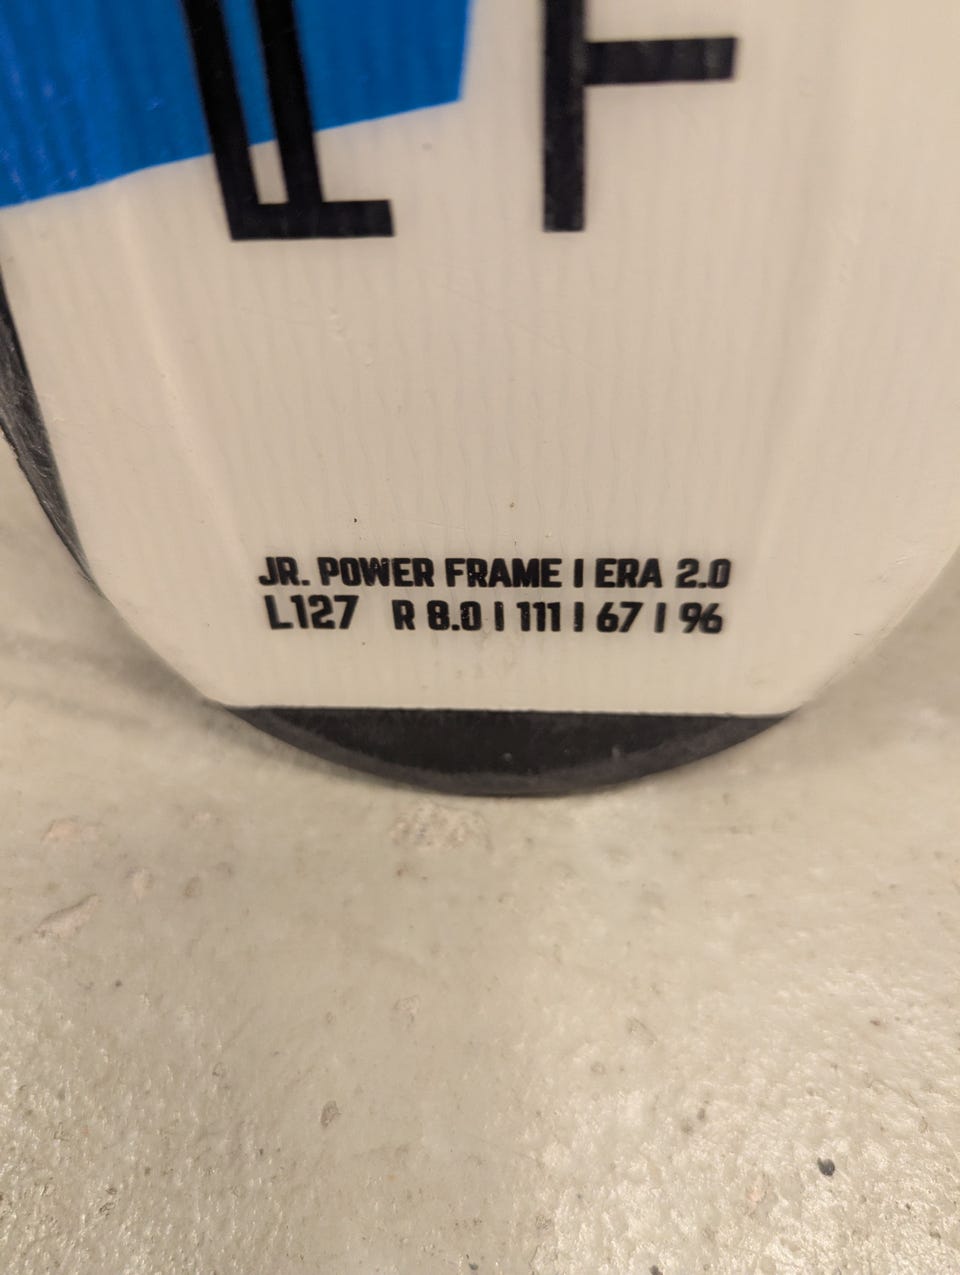 JR. POWER FRAME | ERA 2.0
L127 R 8.0 | 111 | 67 | 96